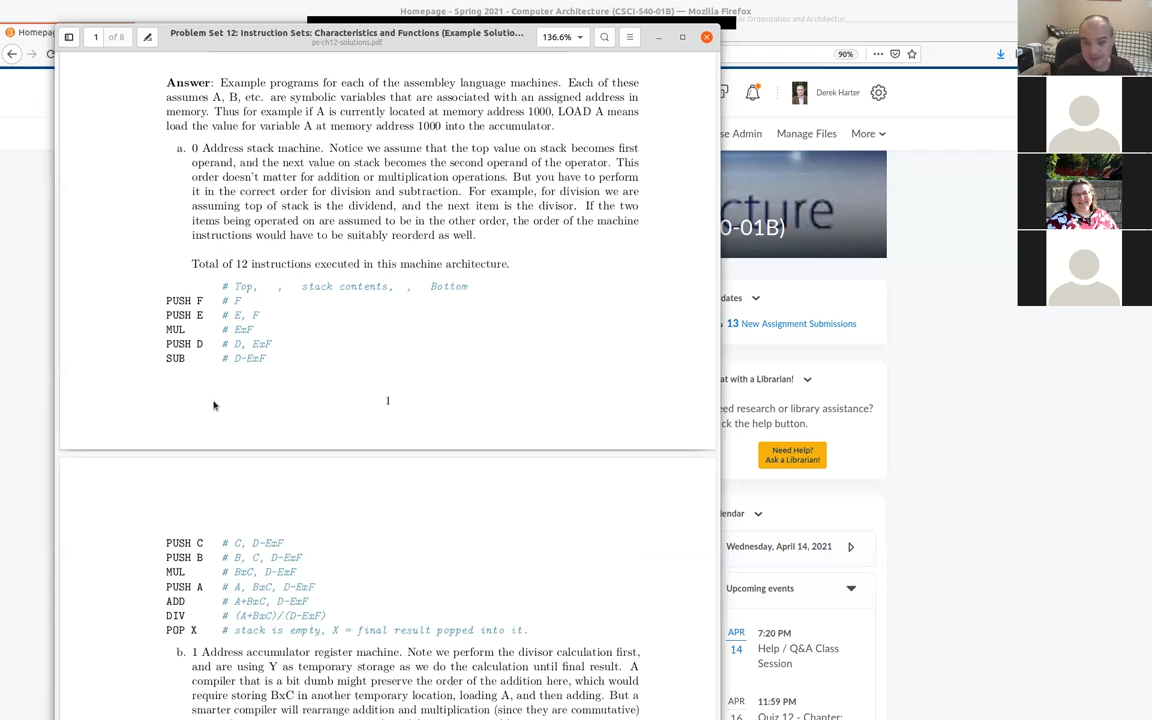 Homepage - Spring 2021 - Computer Architecture (CSCI-540-01B) — Mozilla Firefox
Problem Set 12: Instruction Sets: Characteristics and Functions (Example Solutio...
ps-ch12-solutions.pdf
1 of 8
136.6%
Homepa
90%
Derek Harter
se Admin Manage Files More
cture
0-01B)
dates
13 New Assignment Submissions
at with a Librarian!
ed research or library assistance?
ck the help button.
Need Help?
Ask a Librarian!
endar
Wednesday, April 14, 2021
Upcoming events
APR
14
7:20 PM
Help / Q&A Class
Session
APR
16
11:59 PM
Quiz 12 - Chapter:
Answer: Example programs for each of the assembly language machines. Each of these
assumes A, B, etc. are symbolic variables that are associated with an assigned address in
memory. Thus for example if A is currently located at memory address 1000, LOAD A means
load the value for variable A at memory address 1000 into the accumulator.
a. 0 Address stack machine. Notice we assume that the top value on stack becomes first
operand, and the next value on stack becomes the second operand of the operator. This
order doesn't matter for addition or multiplication operations. But you have to perform
it in the correct order for division and subtraction. For example, for division we are
assuming top of stack is the dividend, and the next item is the divisor. If the two
items being operated on are assumed to be in the other order, the order of the machine
instructions would have to be suitably reorderd as well.
Total of 12 instructions executed in this machine architecture.
# Top, , stack contents, , Bottom
PUSH F # F
PUSH E # E, F
MUL # ExF
PUSH D # D, ExF
SUB # D-ExF
1
PUSH C # C, D-ExF
PUSH B # B, C, D-ExF
MUL # BxC, D-ExF
PUSH A # A, BxC, D-ExF
ADD # A+BxC, D-ExF
DIV # (A+BxC)/(D-ExF)
POP X # stack is empty, X = final result popped into it.
b. 1 Address accumulator register machine. Note we perform the divisor calculation first,
and are using Y as temporary storage as we do the calculation until final result. A
compiler that is a bit dumb might preserve the order of the addition here, which would
require storing BxC in another temporary location, loading A, and then adding. But a
smarter compiler will rearrange addition and multiplication (since they are commutative)